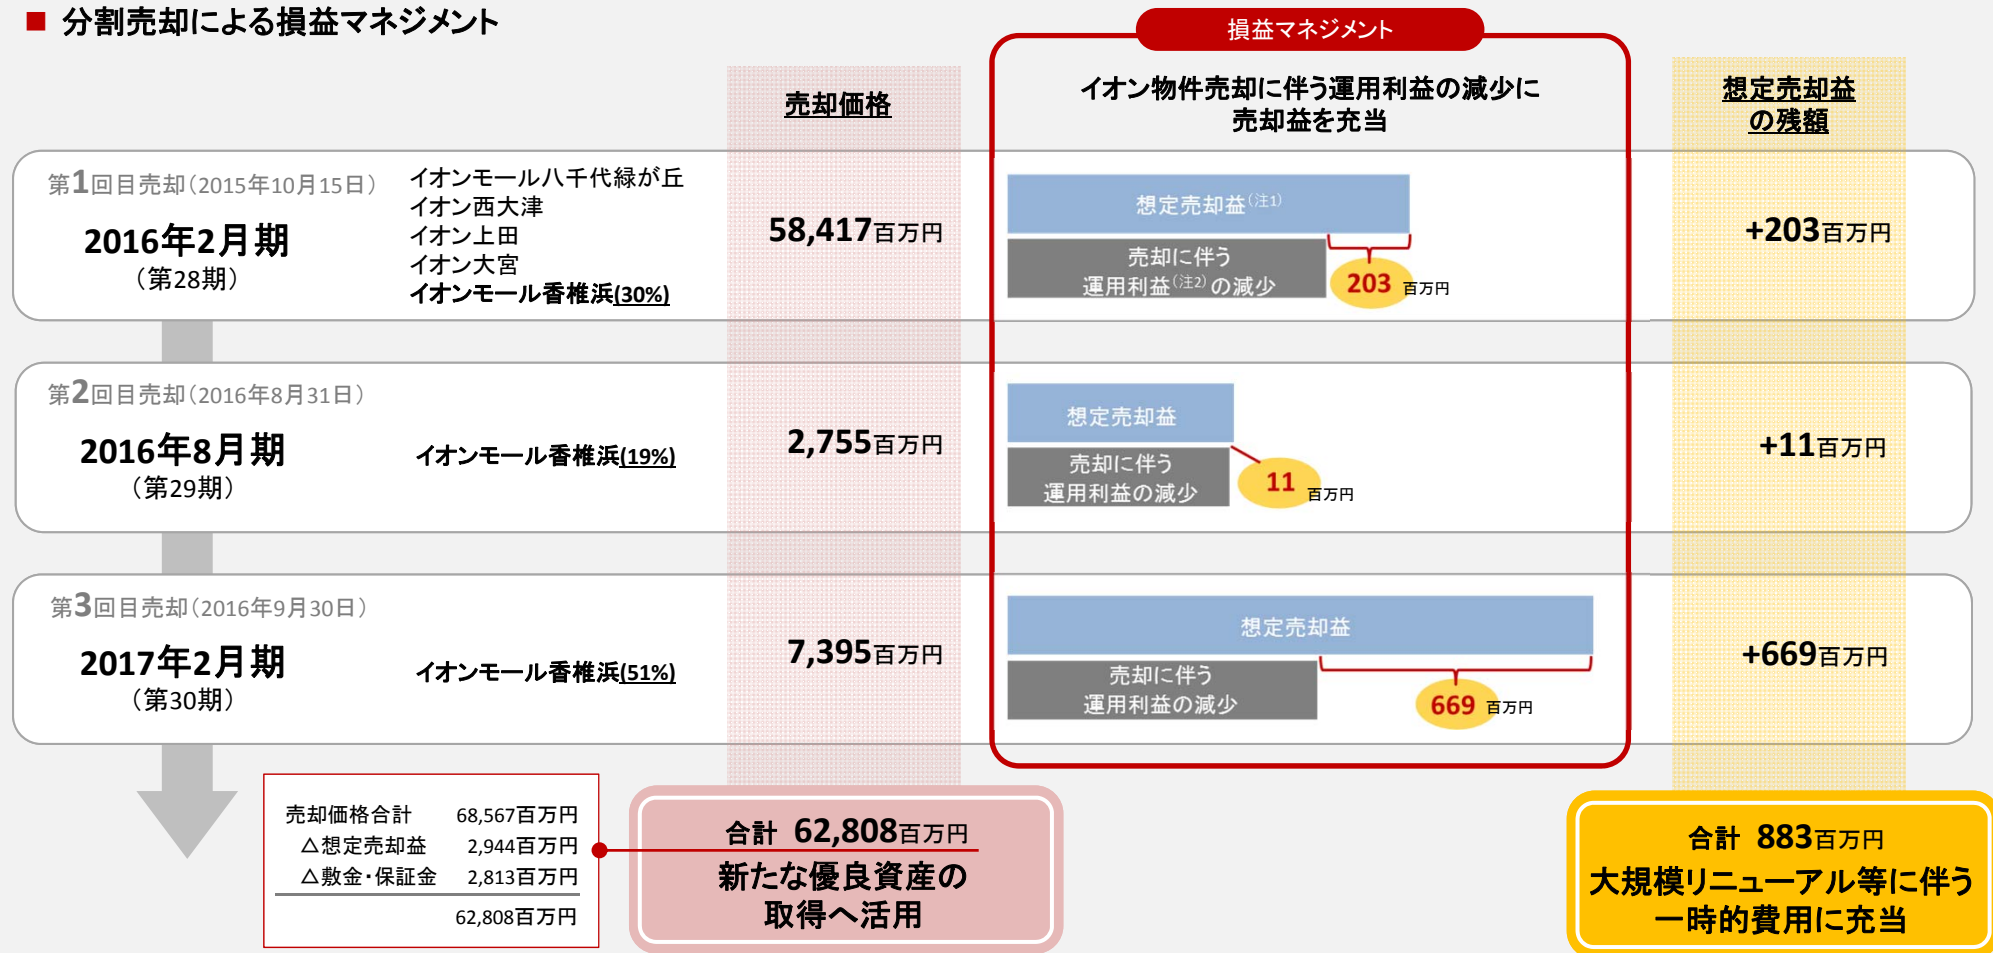 ■ 分割売却による損益マネジメント
損益マネジメント
売却価格
イオン物件売却に伴う運用利益の減少に
売却益を充当
想定売却益
の残額
第1回目売却（2015年10月15日）
2016年2月期
（第28期）
イオンモール八千代緑が丘
イオン西大津
イオン上田
イオン大宮
イオンモール香椎浜(30%)
58,417百万円
想定売却益(注1)
売却に伴う
運用利益(注2)の減少
203 百万円
+203百万円
第2回目売却（2016年8月31日）
2016年8月期
（第29期）
イオンモール香椎浜(19%)
2,755百万円
想定売却益
売却に伴う
運用利益の減少
11 百万円
+11百万円
第3回目売却（2016年9月30日）
2017年2月期
（第30期）
イオンモール香椎浜(51%)
7,395百万円
想定売却益
売却に伴う
運用利益の減少
669 百万円
+669百万円
売却価格合計 68,567百万円
△想定売却益 2,944百万円
△敷金・保証金 2,813百万円
62,808百万円
合計 62,808百万円
新たな優良資産の
取得へ活用
合計 883百万円
大規模リニューアル等に伴う
一時的費用に充当